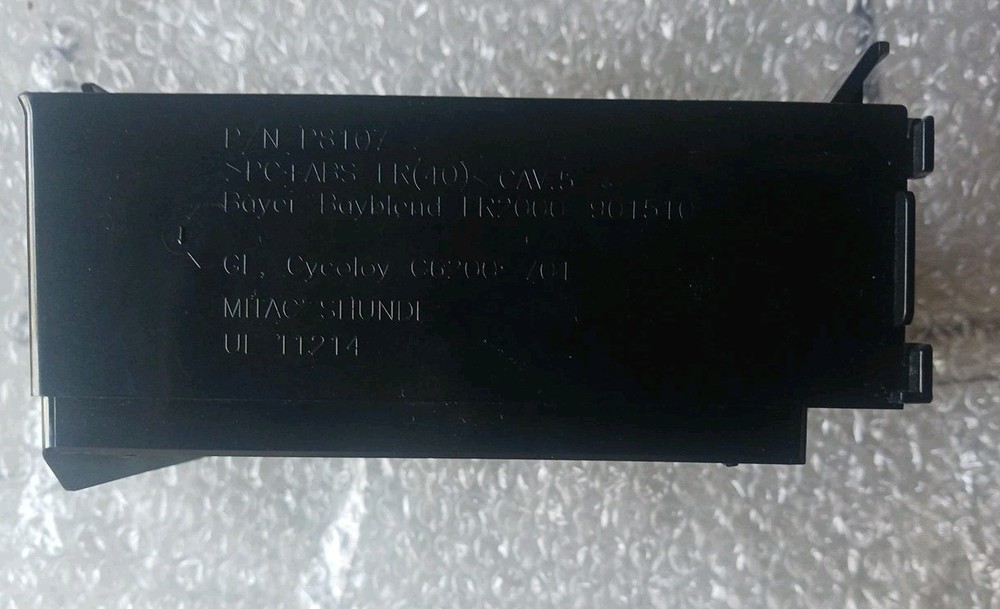 P/N P8107
>PC+ABS FR(40)< CAV.5
Bayer Bayblend FR2000 901510
GE, Cycoloy C6200 701
MITAC SHUNDE
UL T1214